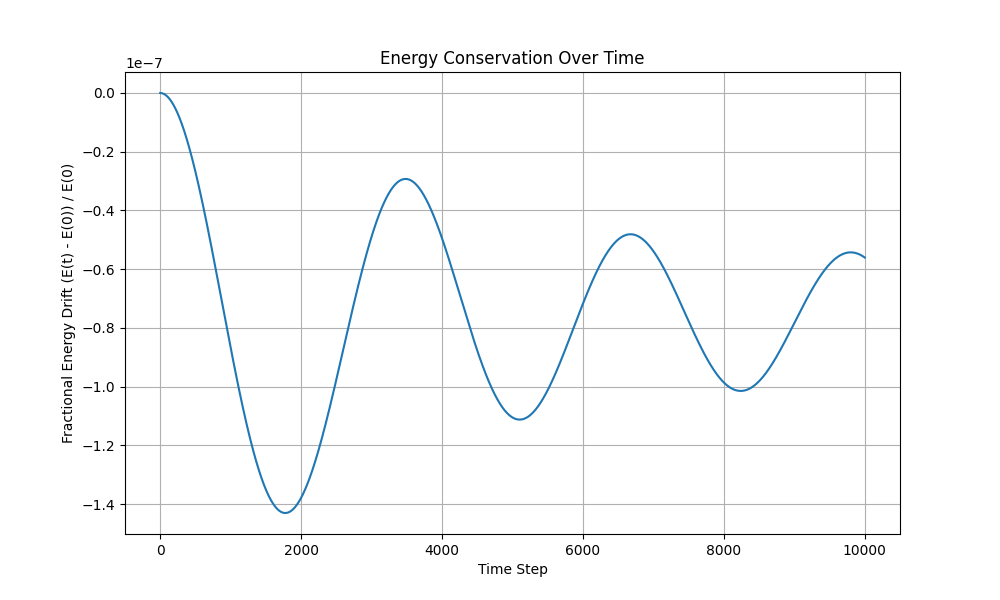 Energy Conservation Over Time
1e−7
0.0
−0.2
−0.4
−0.6
−0.8
−1.0
−1.2
−1.4
Fractional Energy Drift (E(t) - E(0)) / E(0)
0 2000 4000 6000 8000 10000
Time Step